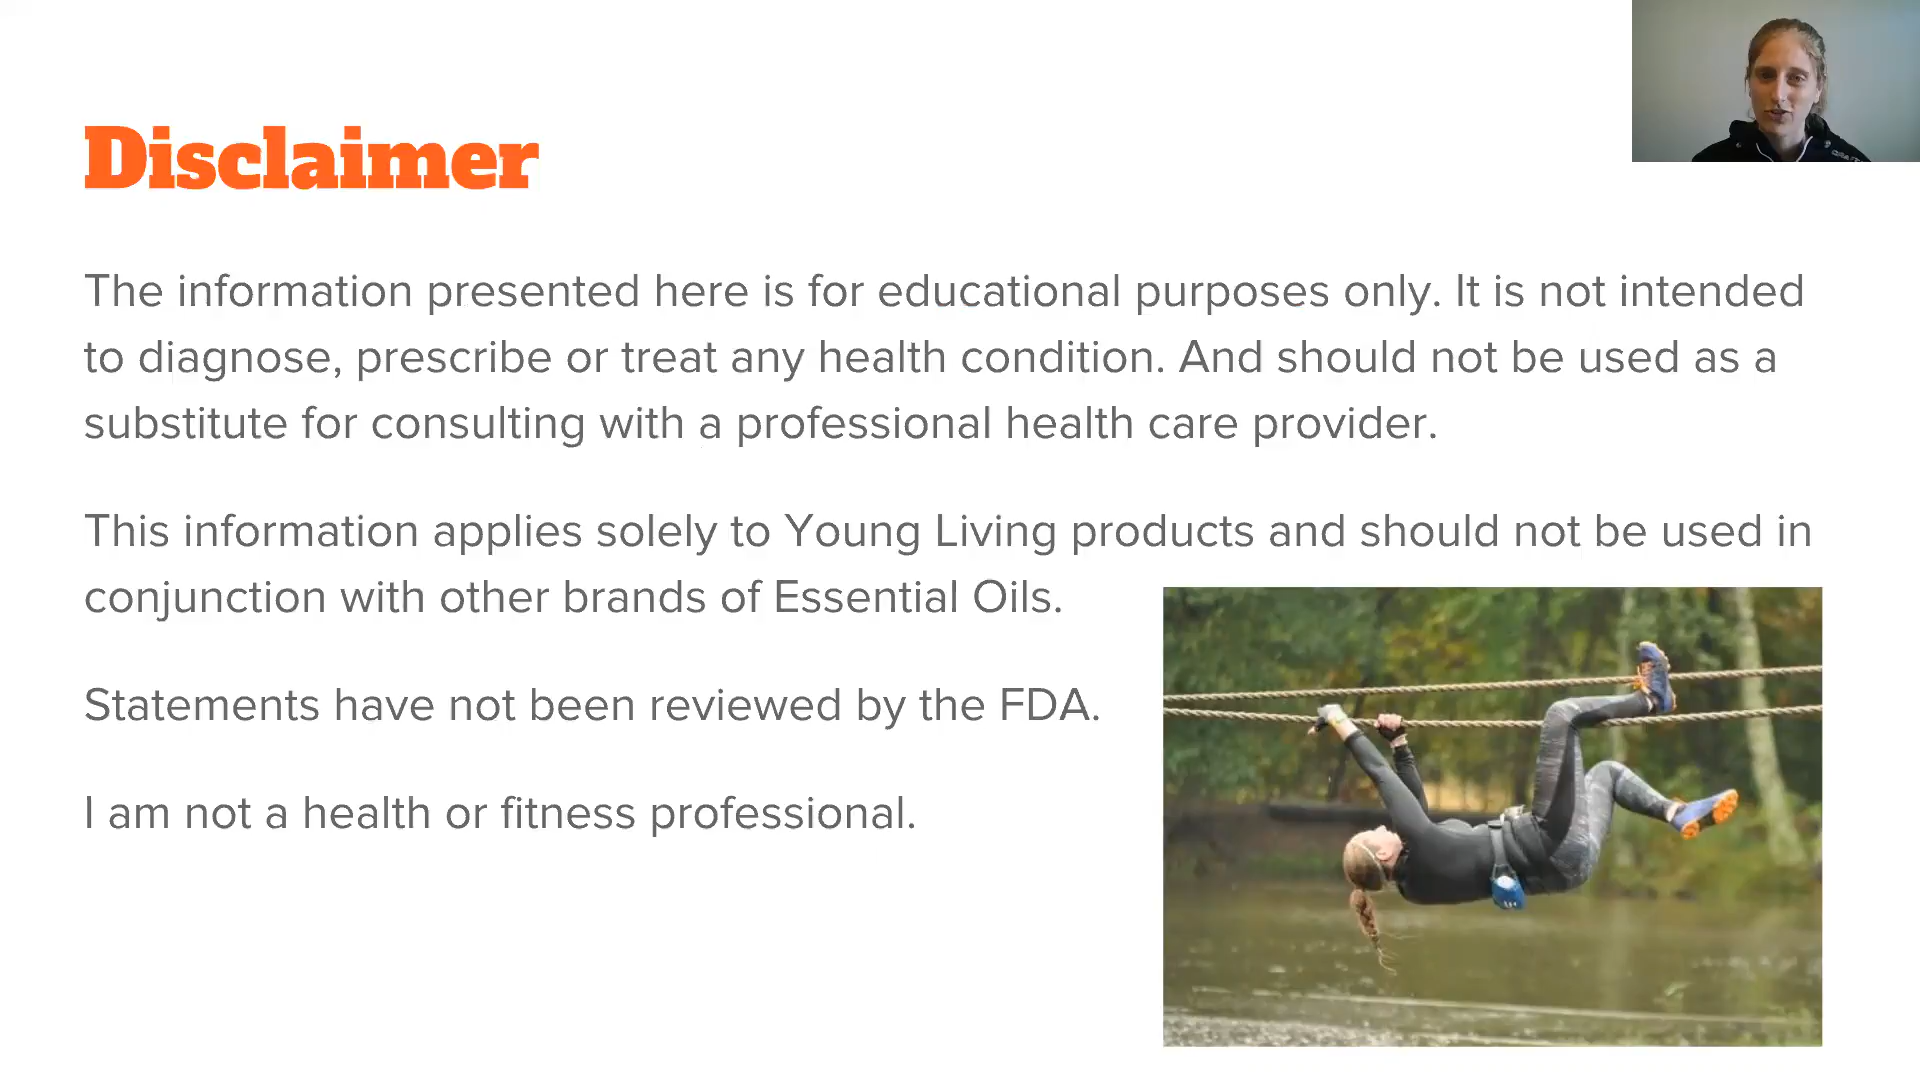 Disclaimer
The information presented here is for educational purposes only. It is not intended
to diagnose, prescribe or treat any health condition. And should not be used as a
substitute for consulting with a professional health care provider.
This information applies solely to Young Living products and should not be used in
conjunction with other brands of Essential Oils.
Statements have not been reviewed by the FDA.
I am not a health or fitness professional.